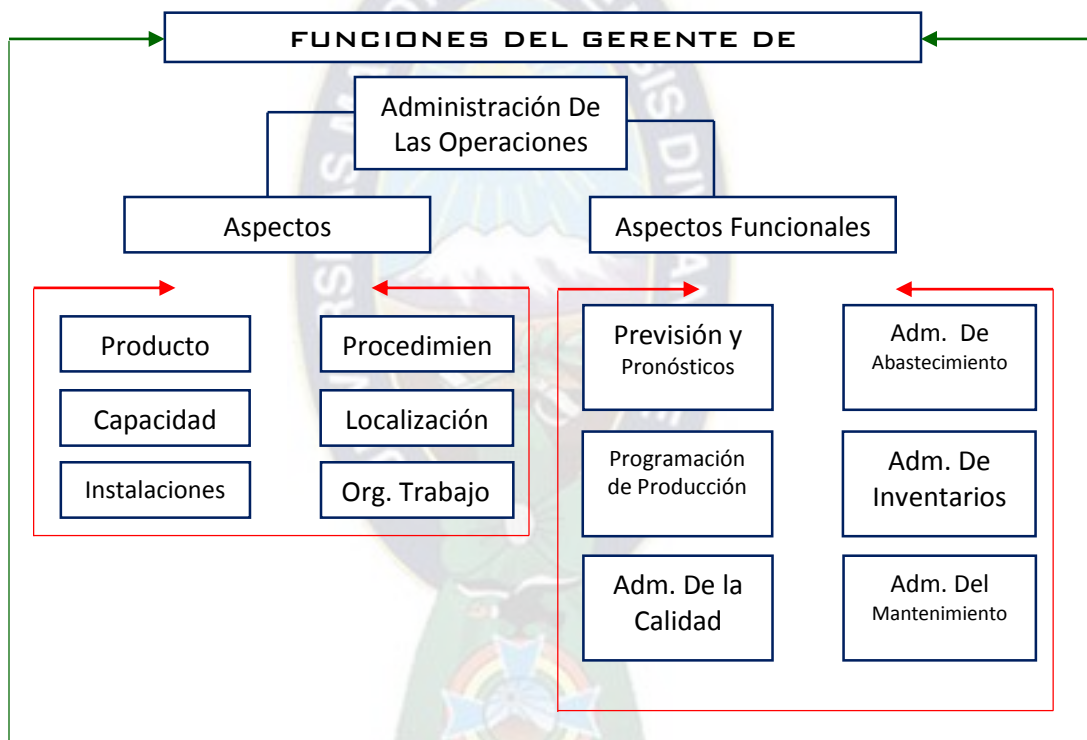 FUNCIONES DEL GERENTE DE
Administración De
Las Operaciones
Aspectos
Aspectos Funcionales
Producto
Procedimien
Capacidad
Localización
Instalaciones
Org. Trabajo
Previsión y
Pronósticos
Adm. De
Abastecimiento
Programación
de Producción
Adm. De
Inventarios
Adm. De la
Calidad
Adm. Del
Mantenimiento